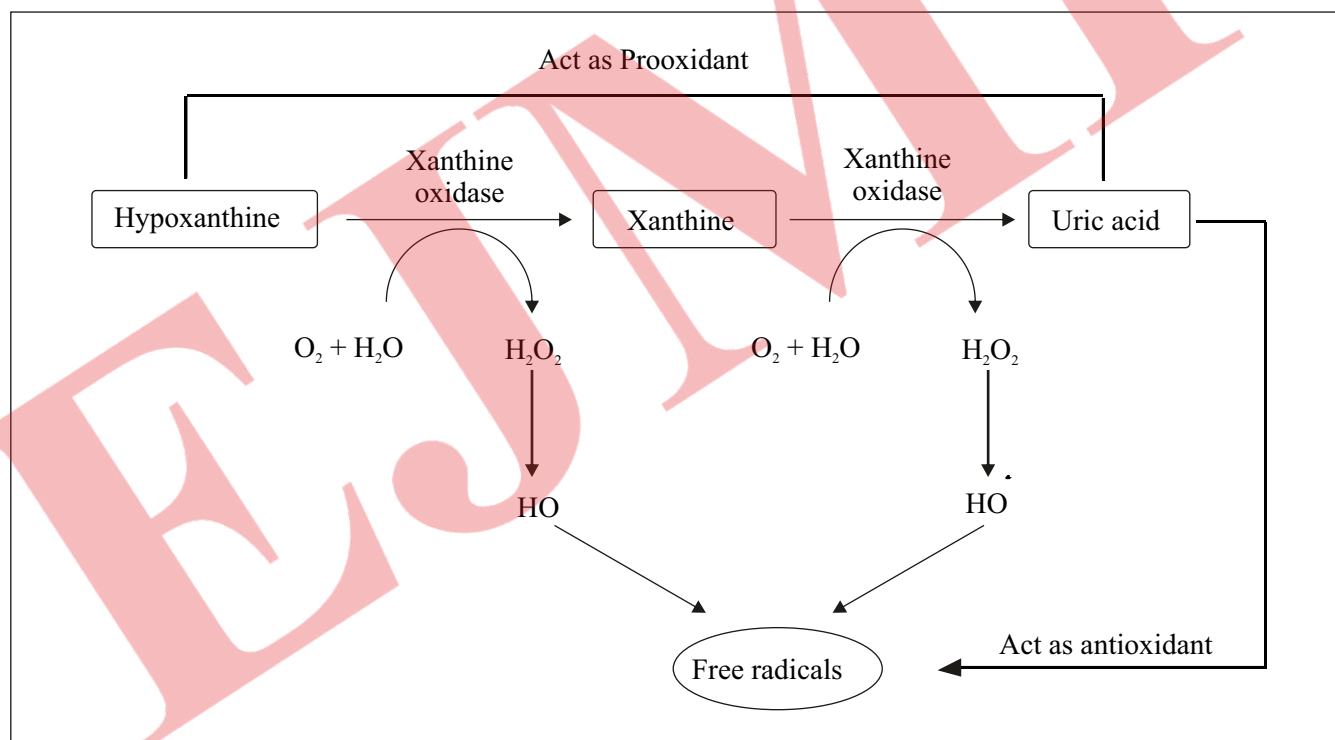 Act as Prooxidant
Xanthine
oxidase
Xanthine
oxidase
Hypoxanthine
Xanthine
Uric acid
O₂ + H₂O
H₂O₂
O₂ + H₂O
H₂O₂
HO
HO•
Free radicals
Act as antioxidant
EJMI